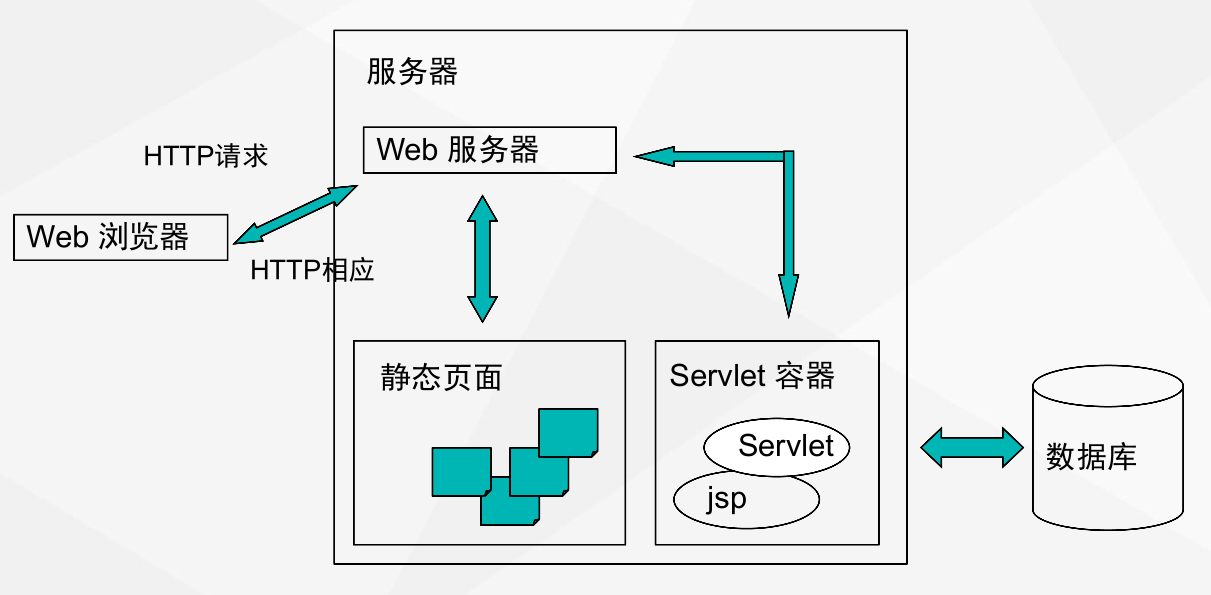 服务器
Web 服务器
HTTP请求
Web 浏览器
HTTP相应
静态页面
Servlet 容器
Servlet
jsp
数据库